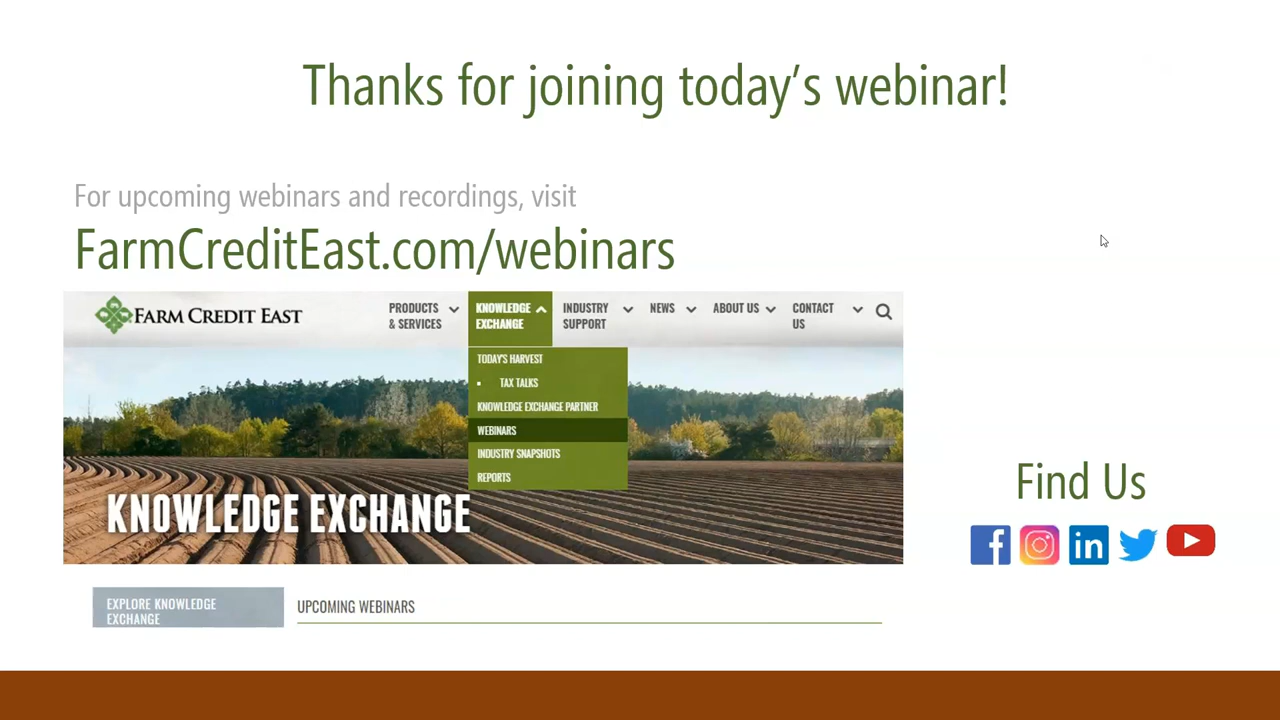 Thanks for joining today’s webinar!
For upcoming webinars and recordings, visit
FarmCreditEast.com/webinars
FARM CREDIT EAST
PRODUCTS
& SERVICES
KNOWLEDGE
EXCHANGE
INDUSTRY
SUPPORT
NEWS
ABOUT US
CONTACT
US
TODAY'S HARVEST
▪ TAX TALKS
KNOWLEDGE EXCHANGE PARTNER
WEBINARS
INDUSTRY SNAPSHOTS
REPORTS
KNOWLEDGE EXCHANGE
Find Us
EXPLORE KNOWLEDGE
EXCHANGE
UPCOMING WEBINARS